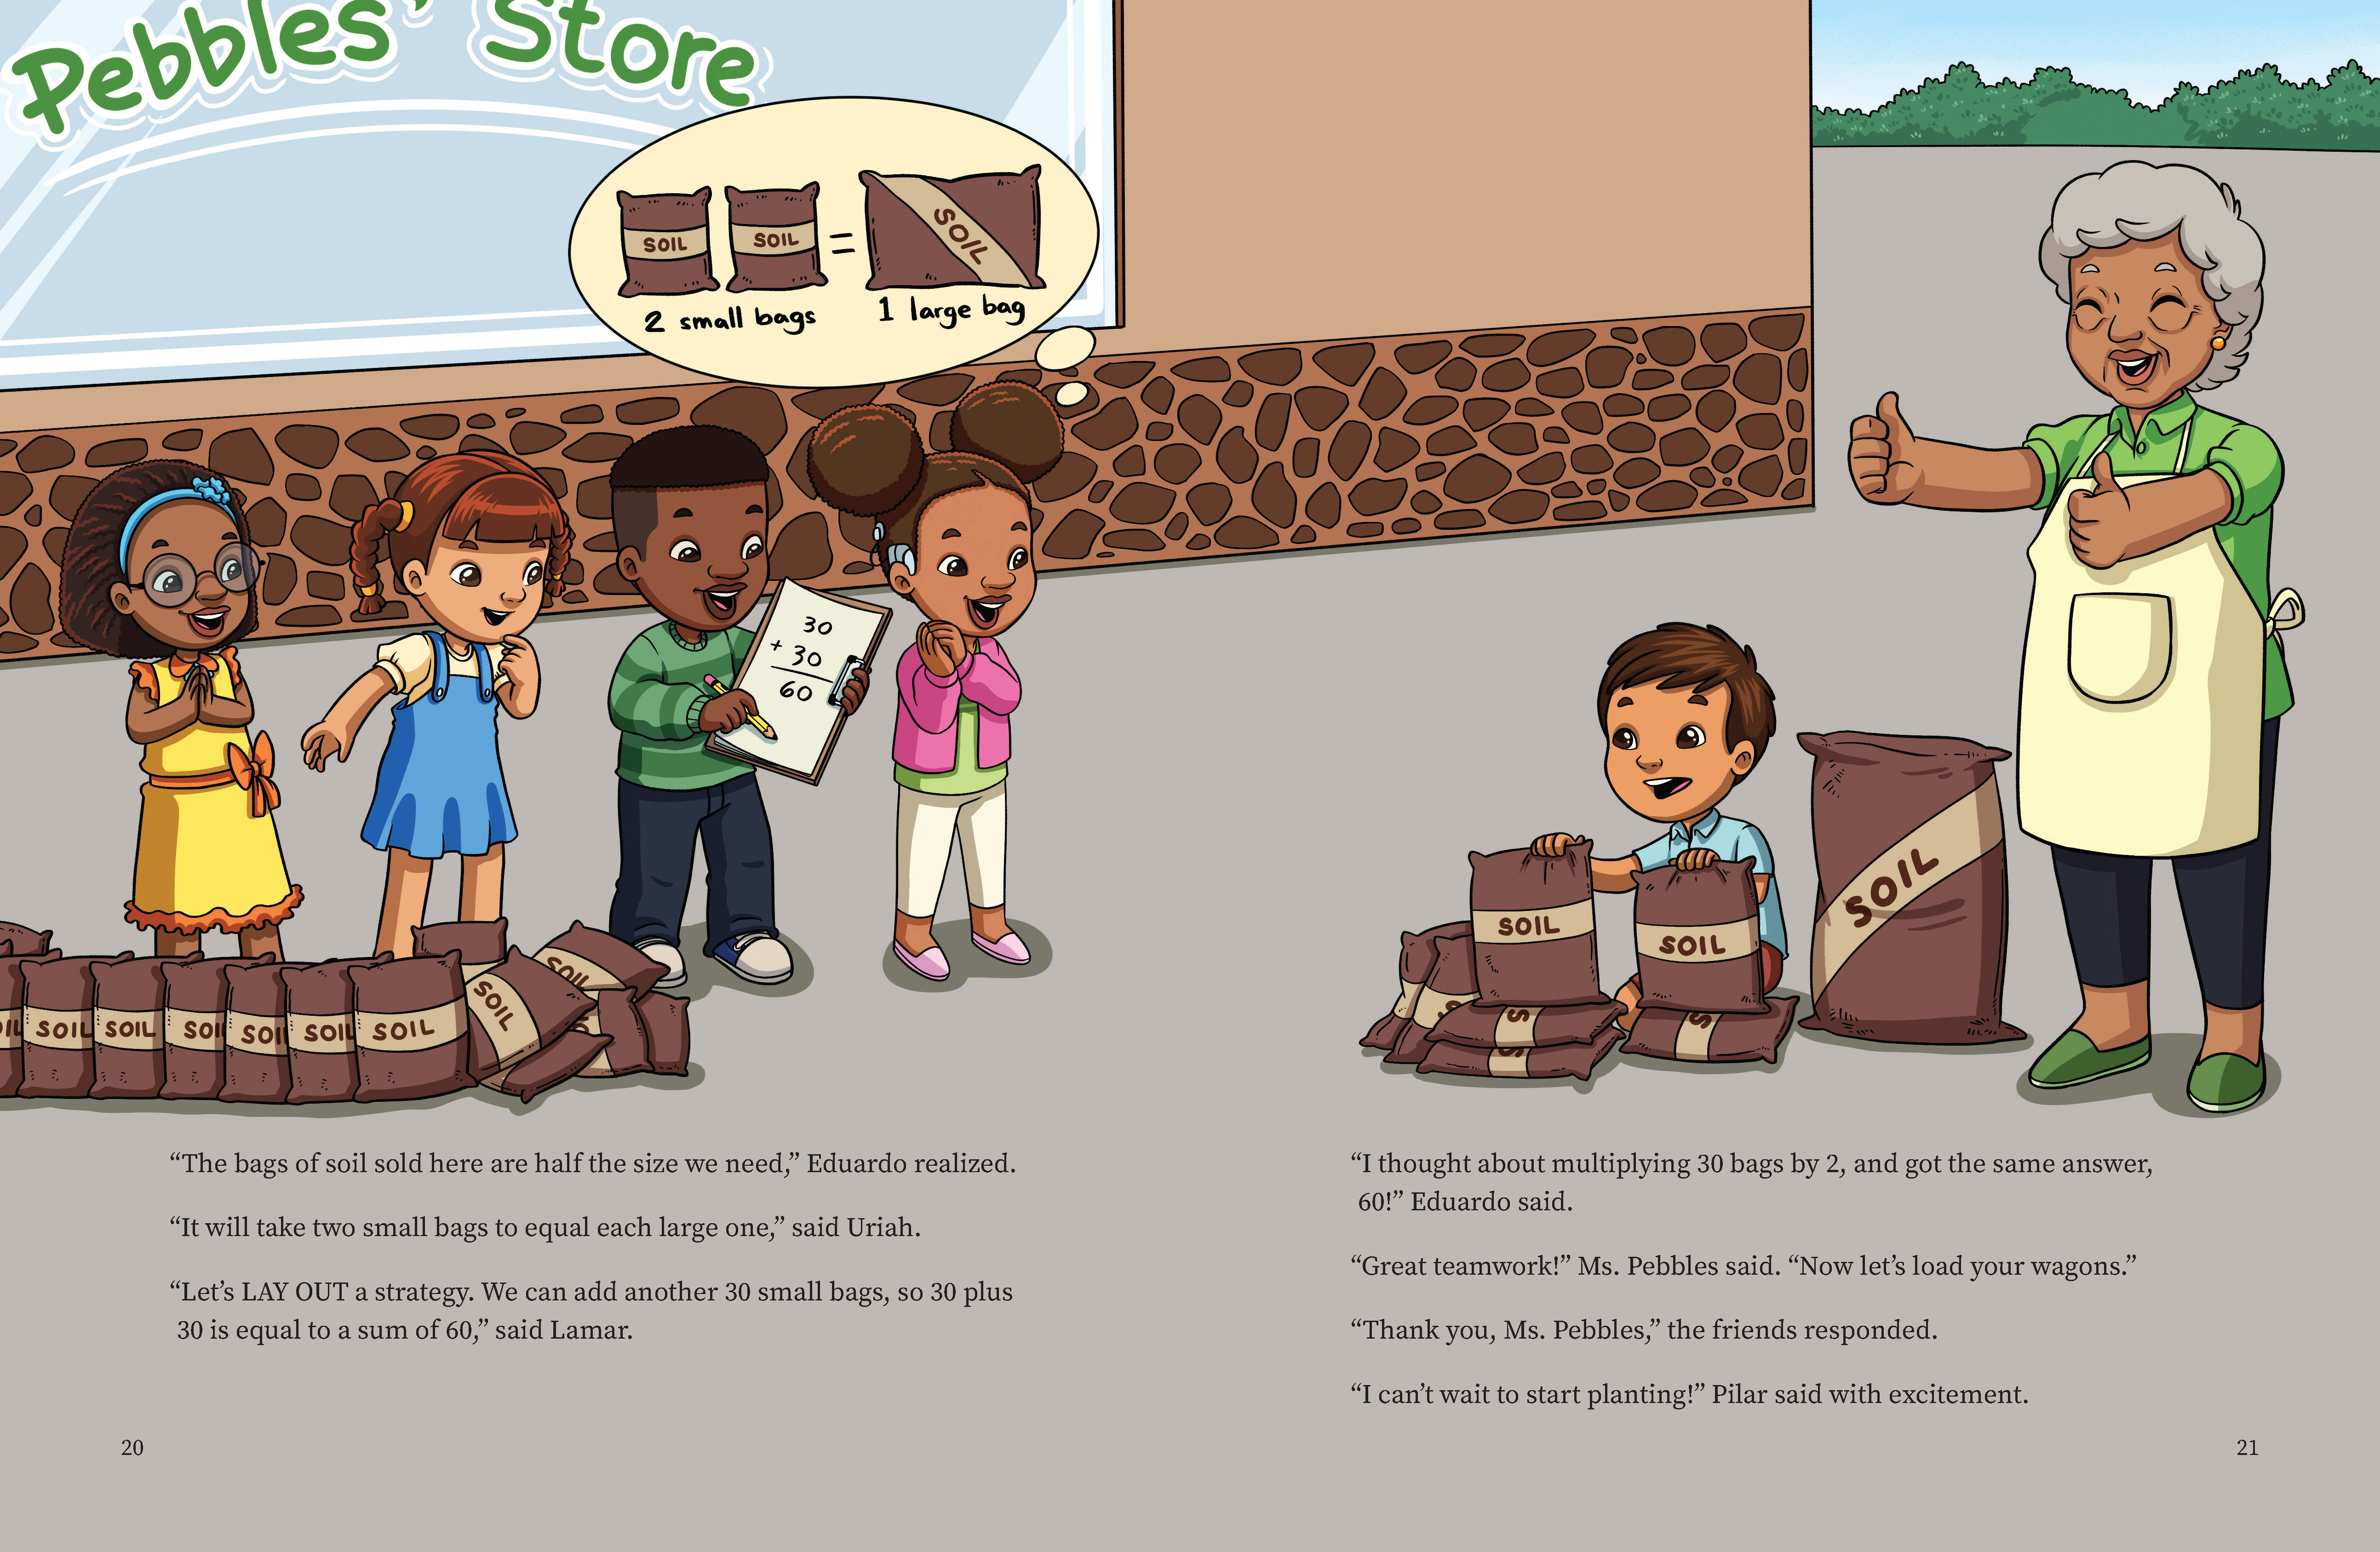 Pebbles' Store
SOIL
SOIL
SOIL
2 small bags
=
1 large bag
30
+ 30
60
SOIL
SOIL
SOIL
SOIL
SOIL
SOIL
SOIL
SOIL
SOIL
SOIL
SOIL
“The bags of soil sold here are half the size we need,” Eduardo realized.
“It will take two small bags to equal each large one,” said Uriah.
“Let’s LAY OUT a strategy. We can add another 30 small bags, so 30 plus
30 is equal to a sum of 60,” said Lamar.
20
“I thought about multiplying 30 bags by 2, and got the same answer,
60!” Eduardo said.
“Great teamwork!” Ms. Pebbles said. “Now let’s load your wagons.”
“Thank you, Ms. Pebbles,” the friends responded.
“I can’t wait to start planting!” Pilar said with excitement.
21